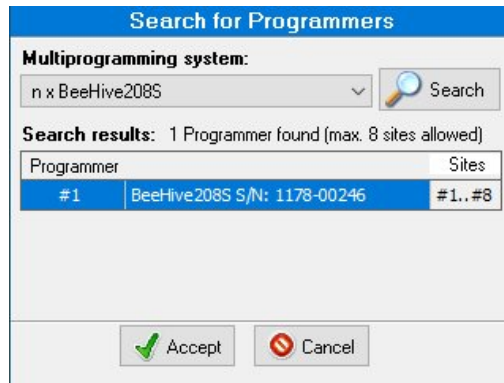 Search for Programmers
Multiprogramming system:
n x BeeHive208S
Search
Search results: 1 Programmer found (max. 8 sites allowed)
Programmer Sites
#1 BeeHive208S S/N: 1178-00246 #1..#8
Accept Cancel